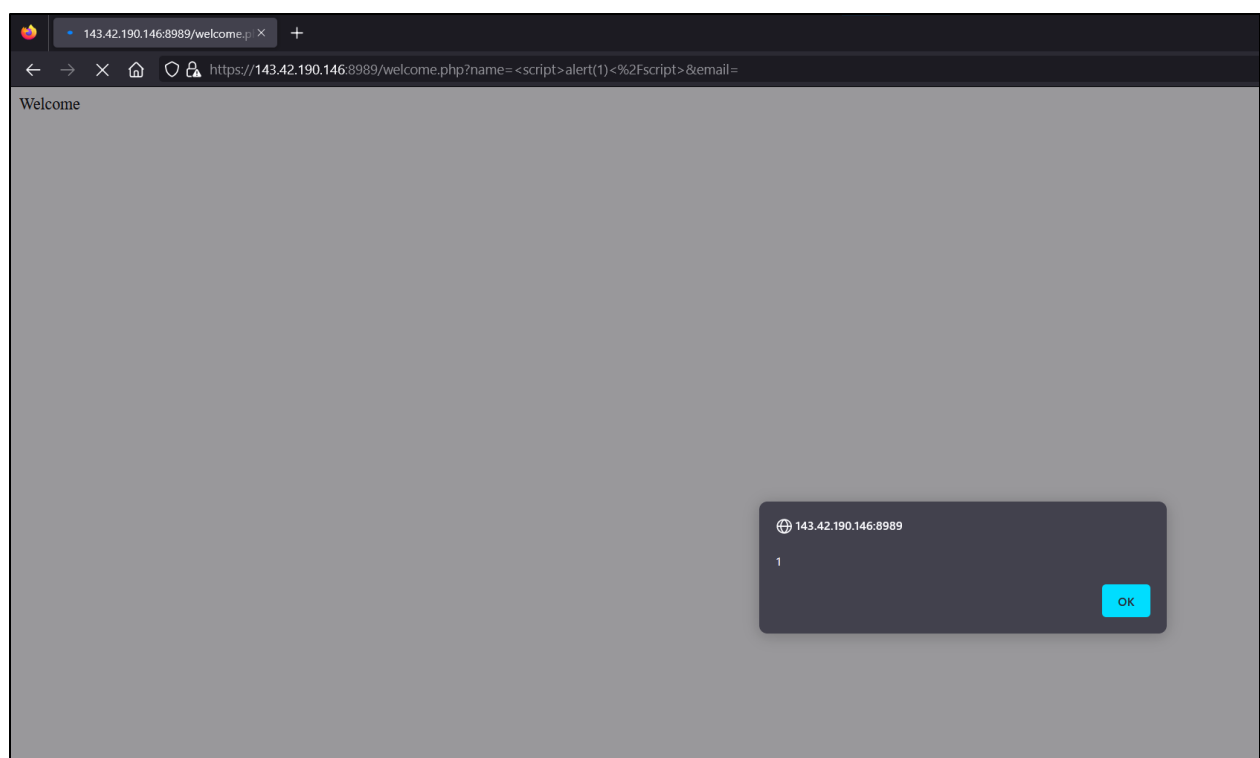 143.42.190.146:8989/welcome.p
https://143.42.190.146:8989/welcome.php?name=<script>alert(1)<%2Fscript>&email=
Welcome
143.42.190.146:8989
1
OK